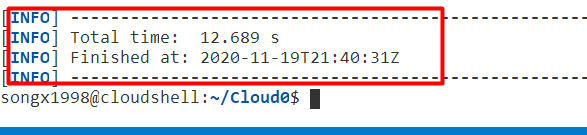 [INFO] ------------------------------------------------------------------------
[INFO] Total time:  12.689 s
[INFO] Finished at: 2020-11-19T21:40:31Z
[INFO] ------------------------------------------------------------------------
songx1998@cloudshell:~/Cloud0$